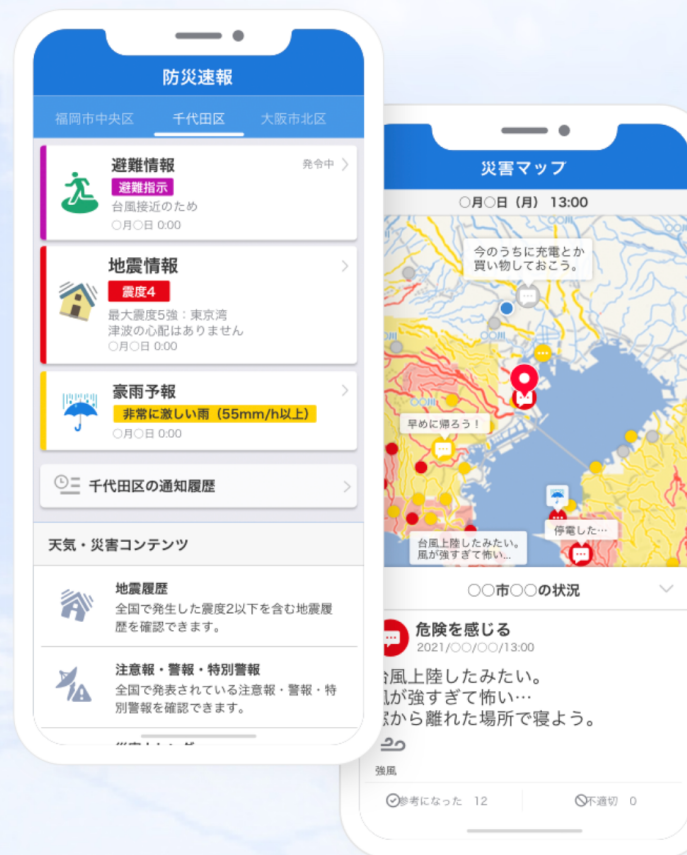 防災速報
福岡市中央区 千代田区 大阪市北区
避難情報 発令中
避難指示
台風接近のため
○月○日 0:00
地震情報
震度4
最大震度5強：東京湾
津波の心配はありません
○月○日 0:00
豪雨予報
非常に激しい雨（55mm/h以上）
○月○日 0:00
千代田区の通知履歴
天気・災害コンテンツ
地震履歴
全国で発生した震度2以下を含む地震履
歴を確認できます。
注意報・警報・特別警報
全国で発表されている注意報・警報・特
別警報を確認できます。
災害マップ
○月○日（月） 13:00
今のうちに充電とか
買い物しておこう。
○○川
○○川
○○川
早めに帰ろう！
停電した…
台風上陸したみたい。
風が強すぎて怖い…
○○市○○の状況
危険を感じる
2021/○○/○○/13:00
台風上陸したみたい。
風が強すぎて怖い…
窓から離れた場所で寝よう。
強風
参考になった 12 不適切 0